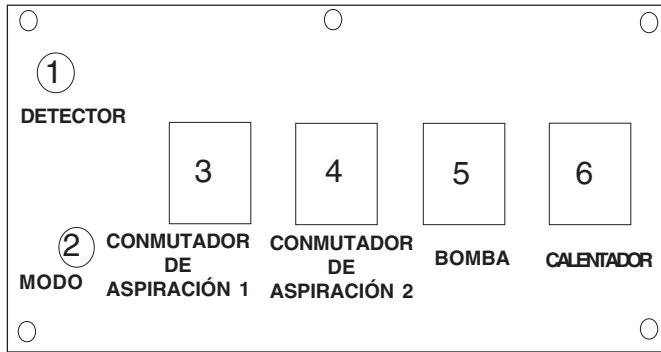 1
DETECTOR
3
4
5
6
2
MODO
CONMUTADOR
DE
ASPIRACIÓN 1
CONMUTADOR
DE
ASPIRACIÓN 2
BOMBA
CALENTADOR